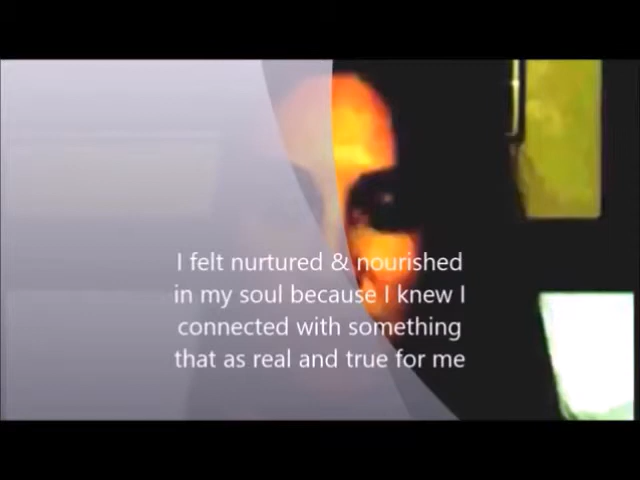 I felt nurtured & nourished
in my soul because I knew I
connected with something
that as real and true for me